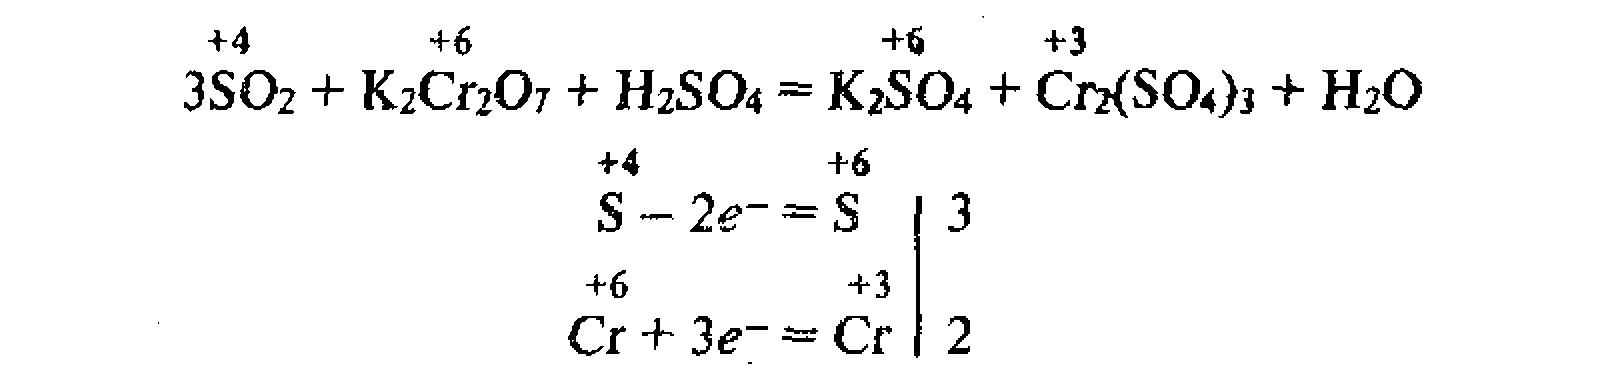 +4 +6 +6 +3
3SO₂ + K₂Cr₂O₇ + H₂SO₄ = K₂SO₄ + Cr₂(SO₄)₃ + H₂O
+4 +6
S – 2e⁻ = S | 3
+6 +3
Cr + 3e⁻ = Cr | 2